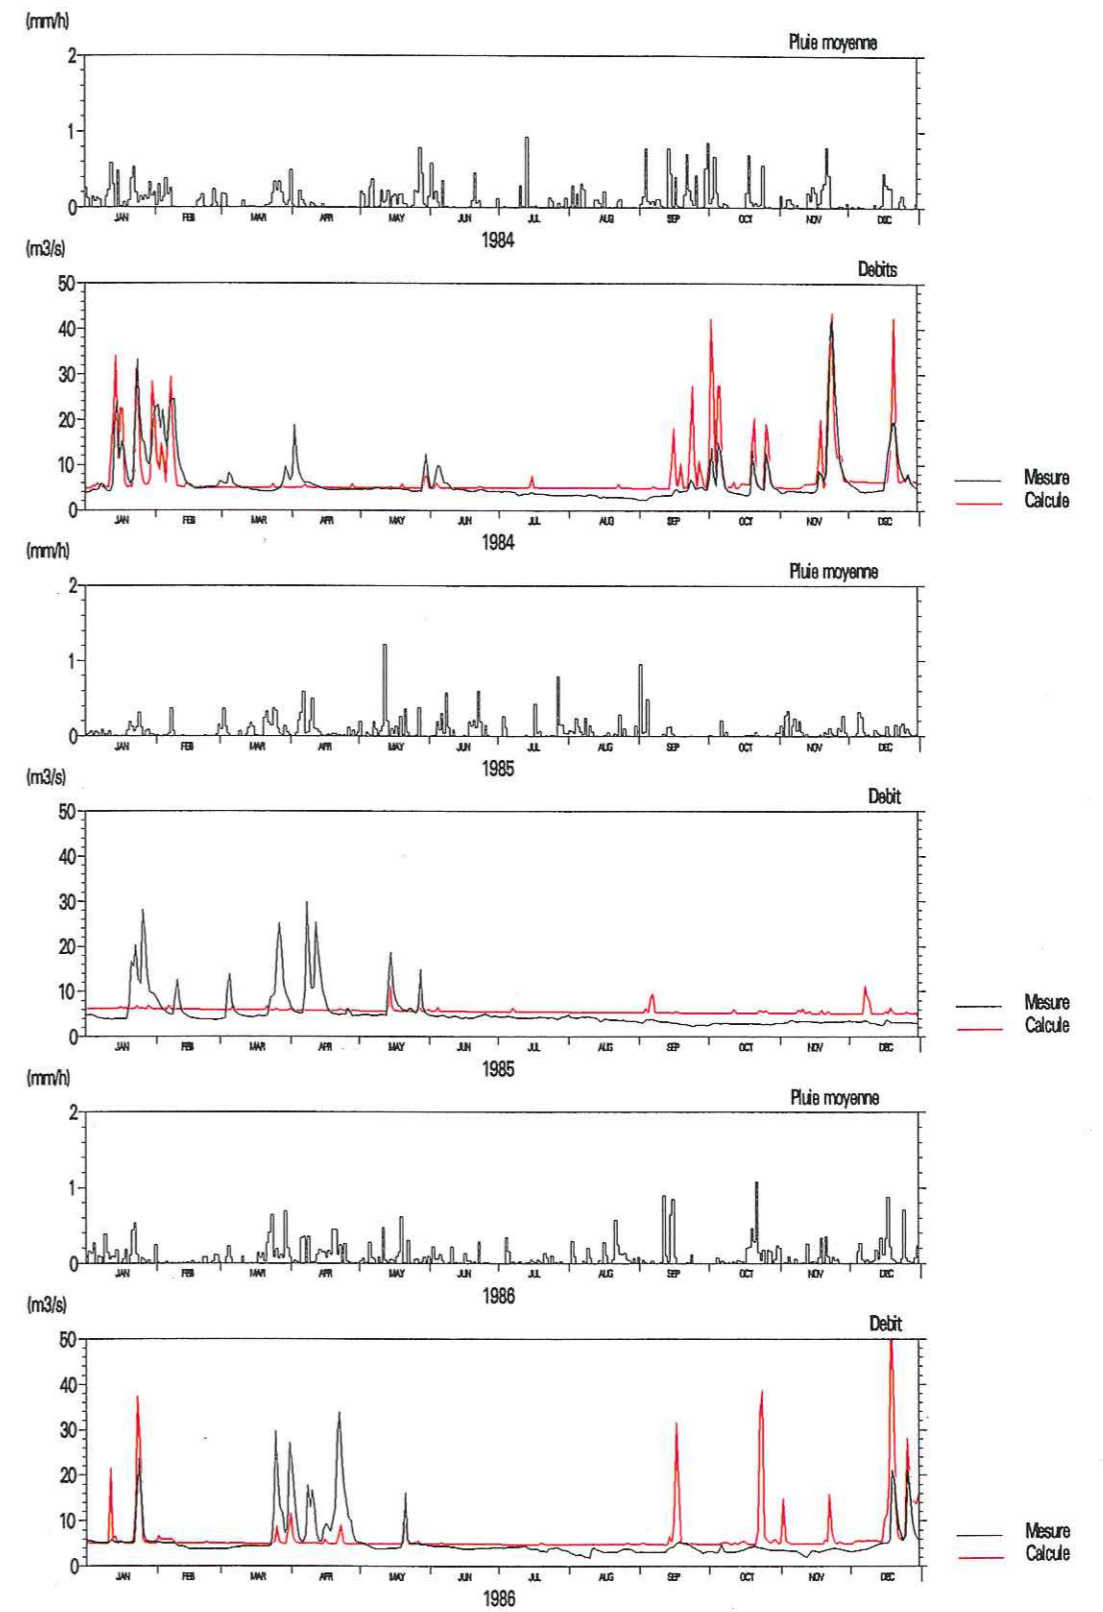 (mm/h)
Pluie moyenne
2
1
0
JAN FEB MAR APR MAY JUN JUL AUG SEP OCT NOV DEC
1984
(m3/s)
Debits
50
40
30
20
10
0
Mesure
Calcule
JAN FEB MAR APR MAY JUN JUL AUG SEP OCT NOV DEC
1984
(mm/h)
Pluie moyenne
2
1
0
JAN FEB MAR APR MAY JUN JUL AUG SEP OCT NOV DEC
1985
(m3/s)
Debit
50
40
30
20
10
0
Mesure
Calcule
JAN FEB MAR APR MAY JUN JUL AUG SEP OCT NOV DEC
1985
(mm/h)
Pluie moyenne
2
1
0
JAN FEB MAR APR MAY JUN JUL AUG SEP OCT NOV DEC
1986
(m3/s)
Debit
50
40
30
20
10
0
Mesure
Calcule
JAN FEB MAR APR MAY JUN JUL AUG SEP OCT NOV DEC
1986